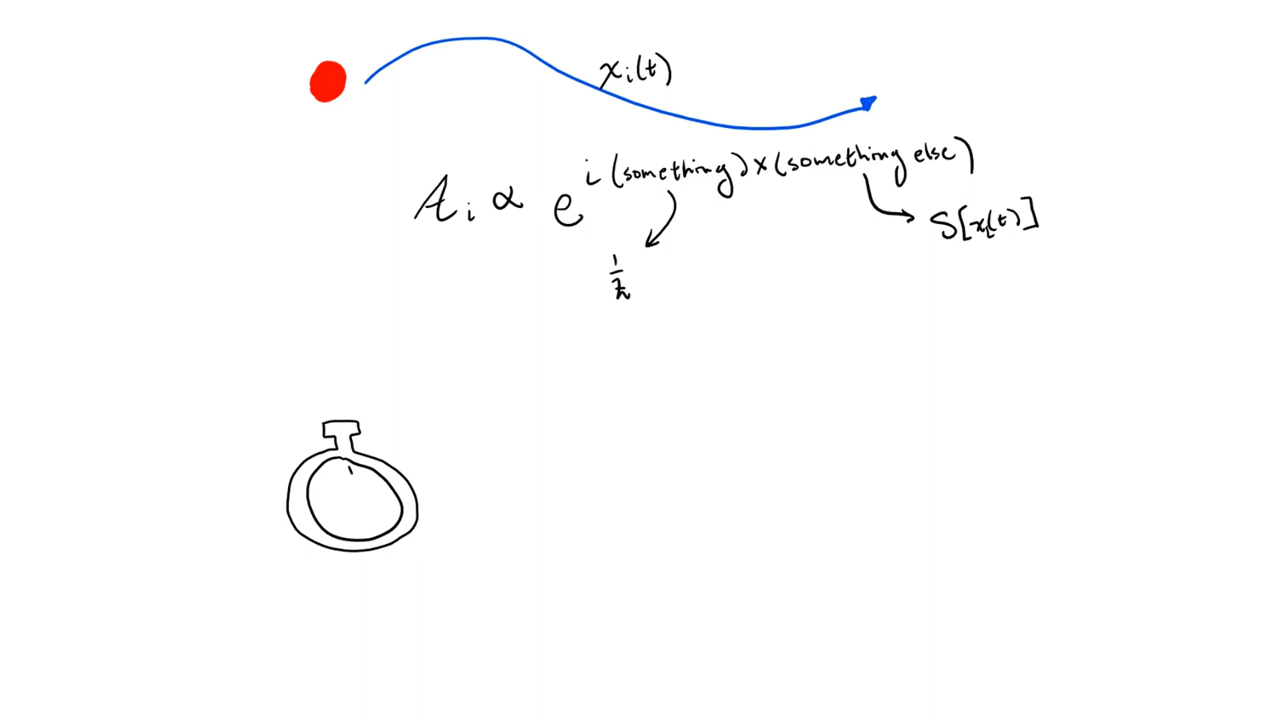 xᵢ(t)
Aᵢ ∝ e^{i (something) × (something else)}
S[xᵢ(t)]
1/ħ